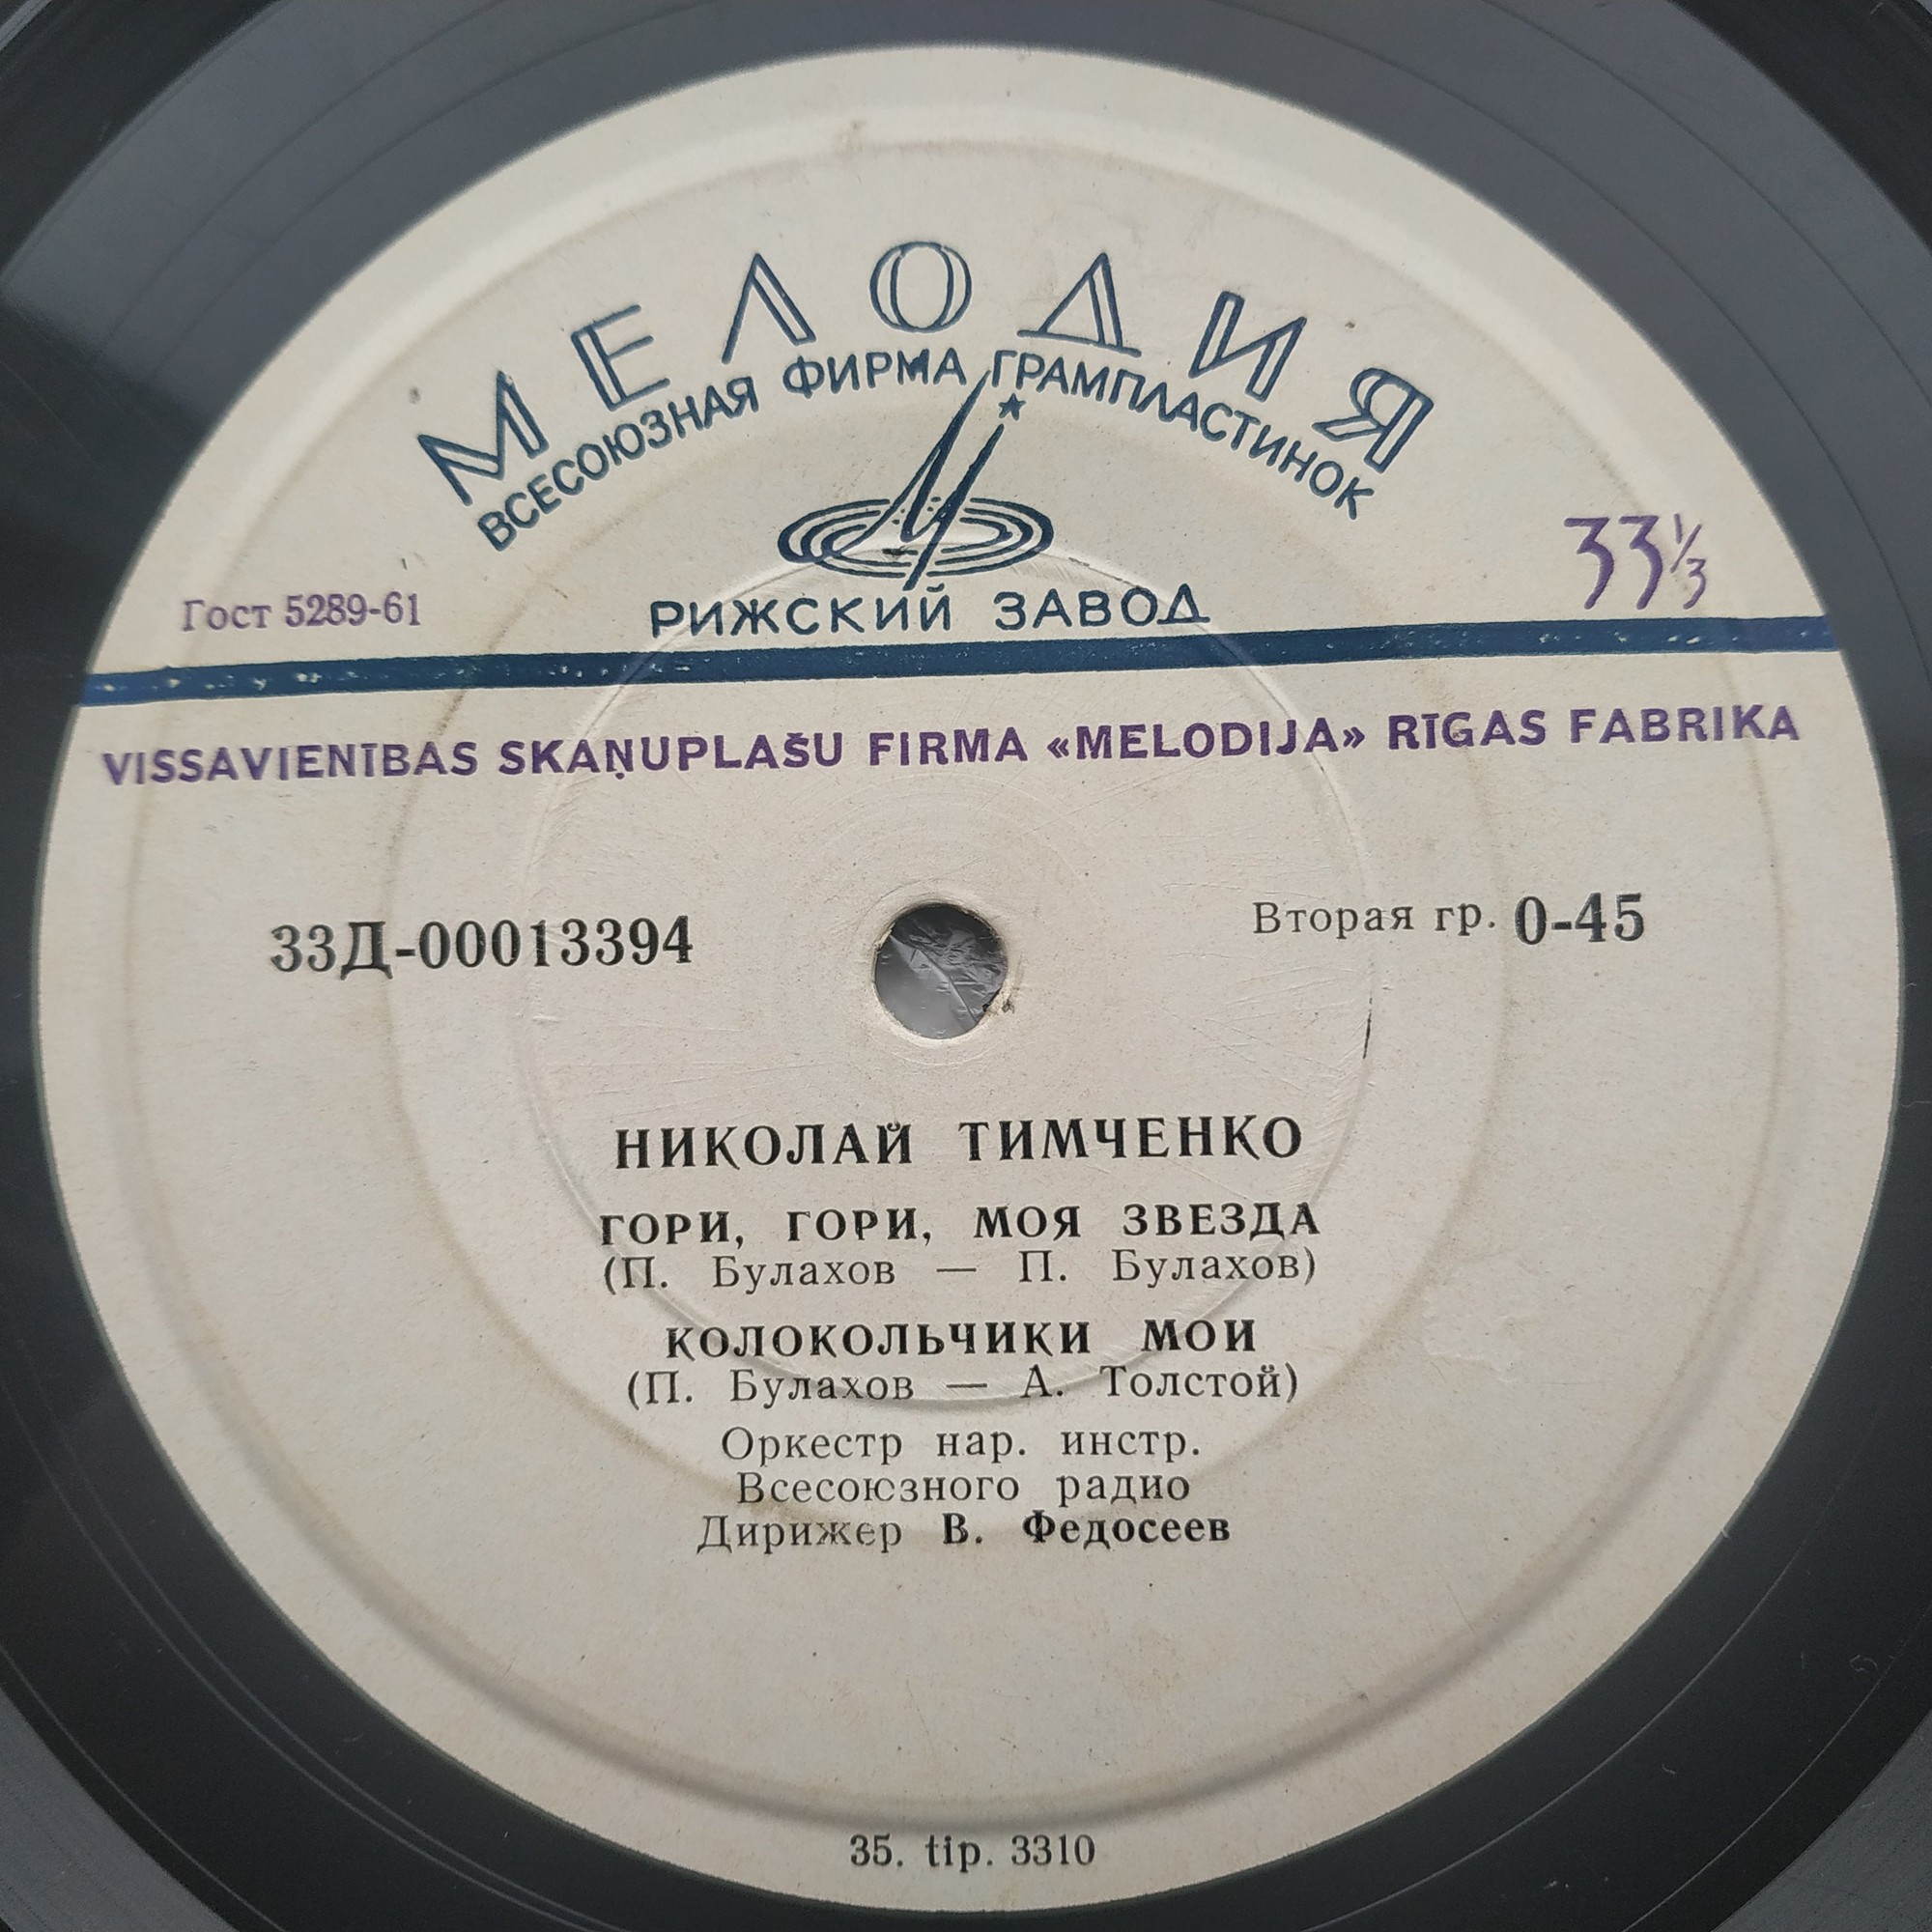 МЕЛОДИЯ
ВСЕСОЮЗНАЯ ФИРМА ГРАМПЛАСТИНОК
РИЖСКИЙ ЗАВОД
Гост 5289-61
33⅓
VISSAVIENĪBAS SKAŅUPLAŠU FIRMA «MELODIJA» RĪGAS FABRIKA
33Д-00013394
Вторая гр. 0-45
НИКОЛАЙ ТИМЧЕНКО
ГОРИ, ГОРИ, МОЯ ЗВЕЗДА
(П. Булахов — П. Булахов)
КОЛОКОЛЬЧИКИ МОИ
(П. Булахов — А. Толстой)
Оркестр нар. инстр.
Всесоюзного радио
Дирижер В. Федосеев
35. tip. 3310